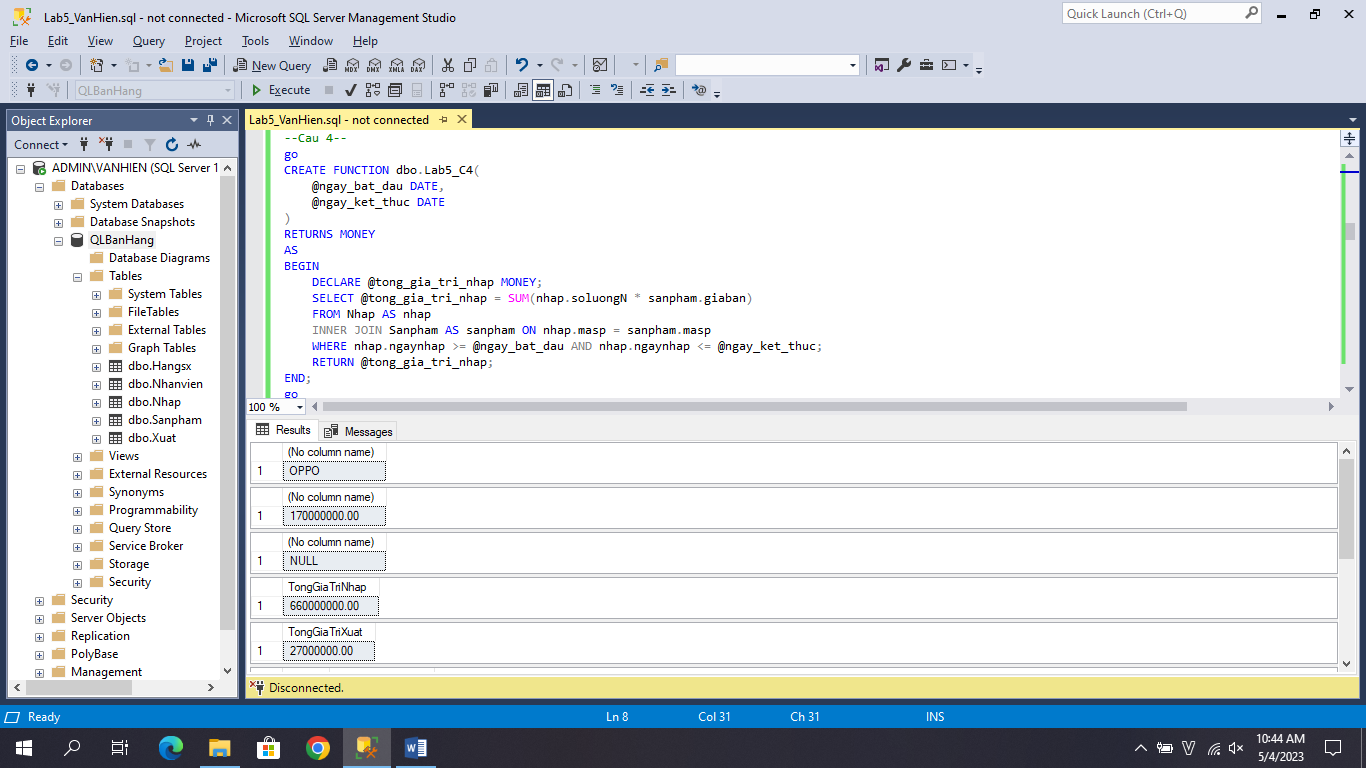 Lab5_VanHien.sql - not connected - Microsoft SQL Server Management Studio
Quick Launch (Ctrl+Q)
File Edit View Query Project Tools Window Help
New Query MDX DMX XMLA DAX
QLBanHang Execute
Object Explorer
Lab5_VanHien.sql - not connected
Connect
ADMIN\VANHIEN (SQL Server 1
Databases
System Databases
Database Snapshots
QLBanHang
Database Diagrams
Tables
System Tables
FileTables
External Tables
Graph Tables
dbo.Hangsx
dbo.Nhanvien
dbo.Nhap
dbo.Sanpham
dbo.Xuat
Views
External Resources
Synonyms
Programmability
Query Store
Service Broker
Storage
Security
Security
Server Objects
Replication
PolyBase
Management
--Cau 4--
go
CREATE FUNCTION dbo.Lab5_C4(
@ngay_bat_dau DATE,
@ngay_ket_thuc DATE
)
RETURNS MONEY
AS
BEGIN
DECLARE @tong_gia_tri_nhap MONEY;
SELECT @tong_gia_tri_nhap = SUM(nhap.soluongN * sanpham.giaban)
FROM Nhap AS nhap
INNER JOIN Sanpham AS sanpham ON nhap.masp = sanpham.masp
WHERE nhap.ngaynhap >= @ngay_bat_dau AND nhap.ngaynhap <= @ngay_ket_thuc;
RETURN @tong_gia_tri_nhap;
END;
go
100 %
Results Messages
(No column name)
1 OPPO
(No column name)
1 170000000.00
(No column name)
1 NULL
TongGiaTriNhap
1 660000000.00
TongGiaTriXuat
1 27000000.00
Disconnected.
Ready Ln 8 Col 31 Ch 31 INS
10:44 AM
5/4/2023